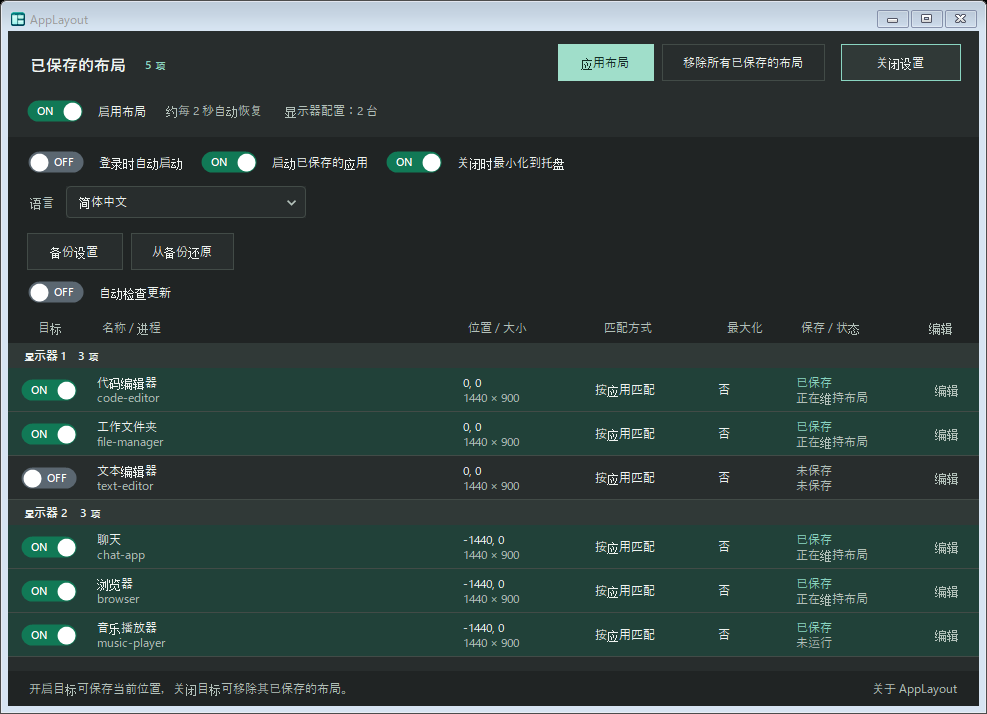 AppLayout
已保存的布局 5 项 应用布局 移除所有已保存的布局 关闭设置
ON 启用布局 约每 2 秒自动恢复 显示器配置：2 台
OFF 登录时自动启动 ON 启动已保存的应用 ON 关闭时最小化到托盘
语言 简体中文
备份设置 从备份还原
OFF 自动检查更新
目标 名称 / 进程 位置 / 大小 匹配方式 最大化 保存 / 状态 编辑
显示器 1 3 项
ON 代码编辑器 0, 0 按应用匹配 否 已保存 编辑
code-editor 1440 × 900 正在维持布局
ON 工作文件夹 0, 0 按应用匹配 否 已保存 编辑
file-manager 1440 × 900 正在维持布局
OFF 文本编辑器 0, 0 按应用匹配 否 未保存 编辑
text-editor 1440 × 900 未保存
显示器 2 3 项
ON 聊天 -1440, 0 按应用匹配 否 已保存 编辑
chat-app 1440 × 900 正在维持布局
ON 浏览器 -1440, 0 按应用匹配 否 已保存 编辑
browser 1440 × 900 正在维持布局
ON 音乐播放器 -1440, 0 按应用匹配 否 已保存 编辑
music-player 1440 × 900 未运行
开启目标可保存当前位置，关闭目标可移除其已保存的布局。 关于 AppLayout